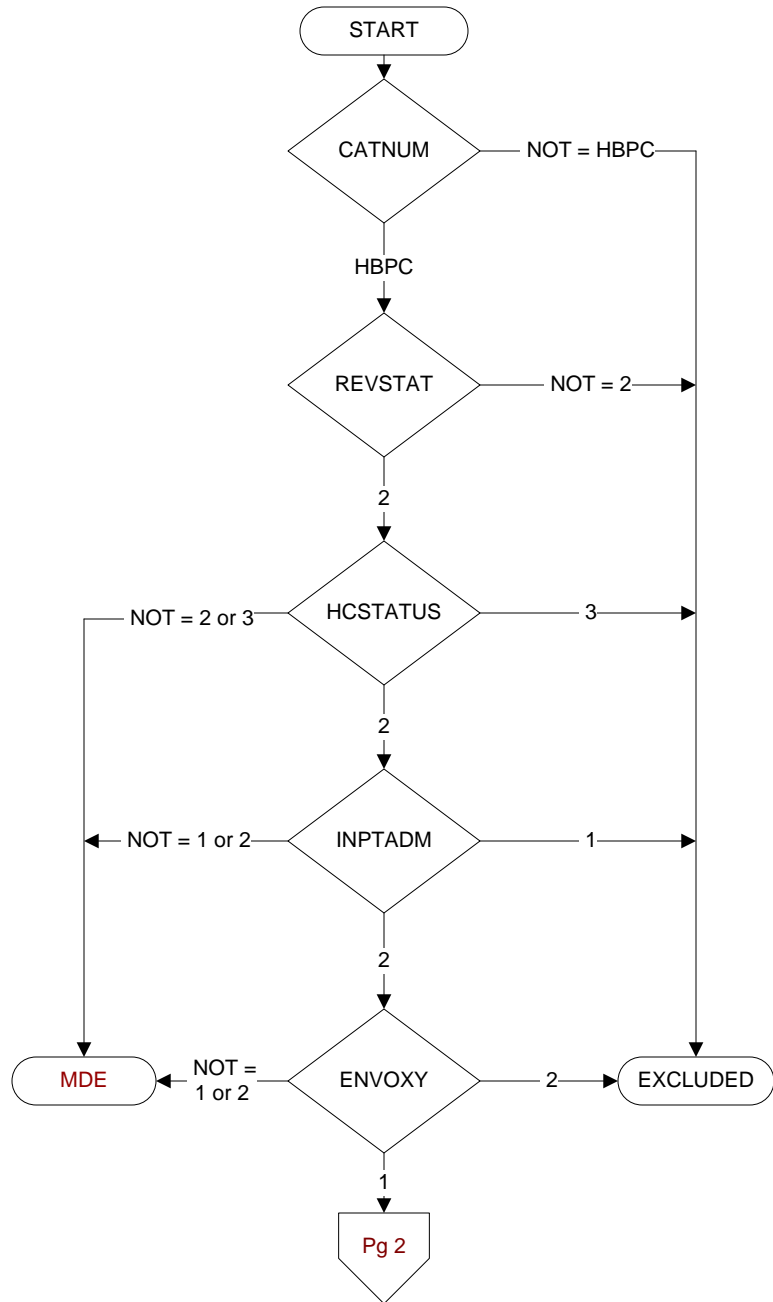 START
CATNUM
NOT = HBPC
HBPC
REVSTAT
NOT = 2
2
NOT = 2 or 3
HCSTATUS
3
2
NOT = 1 or 2
INPTADM
1
2
MDE
NOT =
1 or 2
ENVOXY
2
EXCLUDED
1
Pg 2